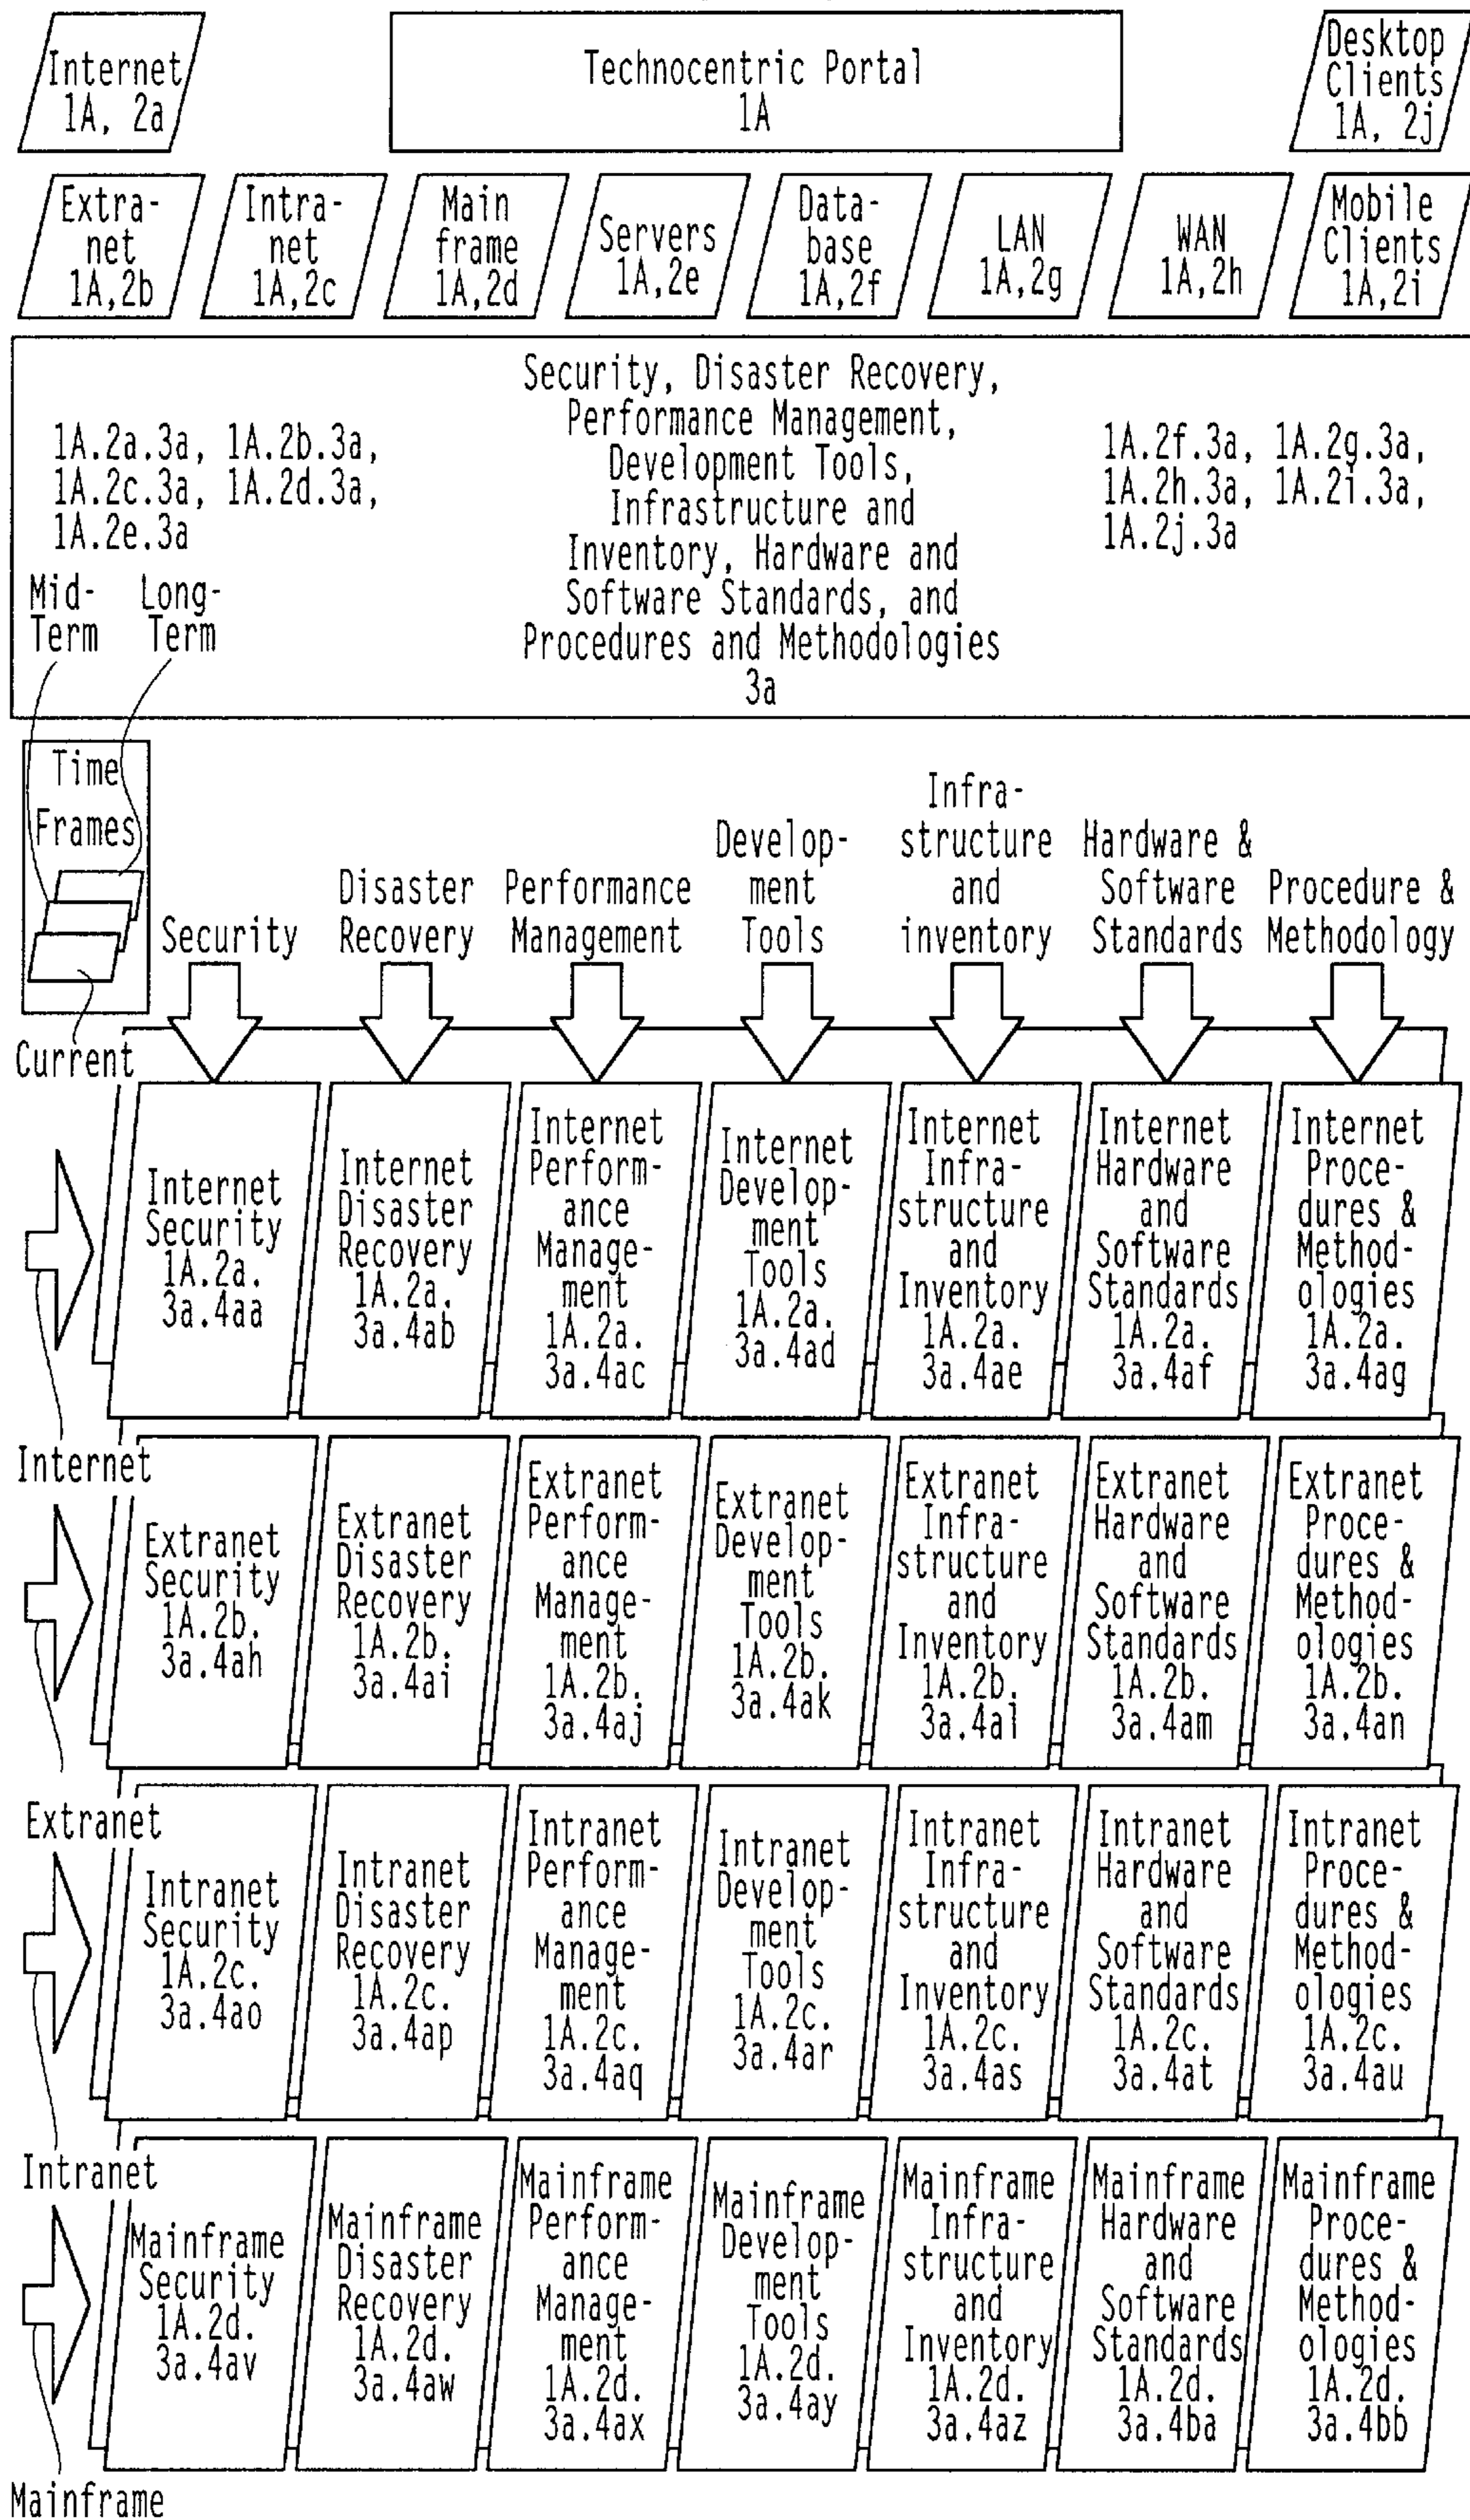 Internet
1A, 2a
Technocentric Portal
1A
Desktop
Clients
1A, 2j
Extra-
net
1A,2b
Intra-
net
1A,2c
Main
frame
1A,2d
Servers
1A,2e
Data-
base
1A,2f
LAN
1A,2g
WAN
1A,2h
Mobile
Clients
1A,2i
1A.2a.3a, 1A.2b.3a,
1A.2c.3a, 1A.2d.3a,
1A.2e.3a
Security, Disaster Recovery,
Performance Management,
Development Tools,
Infrastructure and
Inventory, Hardware and
Software Standards, and
Procedures and Methodologies
3a
1A.2f.3a, 1A.2g.3a,
1A.2h.3a, 1A.2i.3a,
1A.2j.3a
Mid-
Term
Long-
Term
Time
Frames
Current
Security
Disaster
Recovery
Performance
Management
Develop-
ment
Tools
Infra-
structure
and
inventory
Hardware &
Software
Standards
Procedure &
Methodology
Internet
Security
1A.2a.
3a.4aa
Internet
Disaster
Recovery
1A.2a.
3a.4ab
Internet
Perform-
ance
Manage-
ment
1A.2a.
3a.4ac
Internet
Develop-
ment
Tools
1A.2a.
3a.4ad
Internet
Infra-
structure
and
Inventory
1A.2a.
3a.4ae
Internet
Hardware
and
Software
Standards
1A.2a.
3a.4af
Internet
Proce-
dures &
Method-
ologies
1A.2a.
3a.4ag
Internet
Extranet
Security
1A.2b.
3a.4ah
Extranet
Disaster
Recovery
1A.2b.
3a.4ai
Extranet
Perform-
ance
Manage-
ment
1A.2b.
3a.4aj
Extranet
Develop-
ment
Tools
1A.2b.
3a.4ak
Extranet
Infra-
structure
and
Inventory
1A.2b.
3a.4al
Extranet
Hardware
and
Software
Standards
1A.2b.
3a.4am
Extranet
Proce-
dures &
Method-
ologies
1A.2b.
3a.4an
Extranet
Intranet
Security
1A.2c.
3a.4ao
Intranet
Disaster
Recovery
1A.2c.
3a.4ap
Intranet
Perform-
ance
Manage-
ment
1A.2c.
3a.4aq
Intranet
Develop-
ment
Tools
1A.2c.
3a.4ar
Intranet
Infra-
structure
and
Inventory
1A.2c.
3a.4as
Intranet
Hardware
and
Software
Standards
1A.2c.
3a.4at
Intranet
Proce-
dures &
Method-
ologies
1A.2c.
3a.4au
Intranet
Mainframe
Security
1A.2d.
3a.4av
Mainframe
Disaster
Recovery
1A.2d.
3a.4aw
Mainframe
Perform-
ance
Manage-
ment
1A.2d.
3a.4ax
Mainframe
Develop-
ment
Tools
1A.2d.
3a.4ay
Mainframe
Infra-
structure
and
Inventory
1A.2d.
3a.4az
Mainframe
Hardware
and
Software
Standards
1A.2d.
3a.4ba
Mainframe
Proce-
dures &
Method-
ologies
1A.2d.
3a.4bb
Mainframe